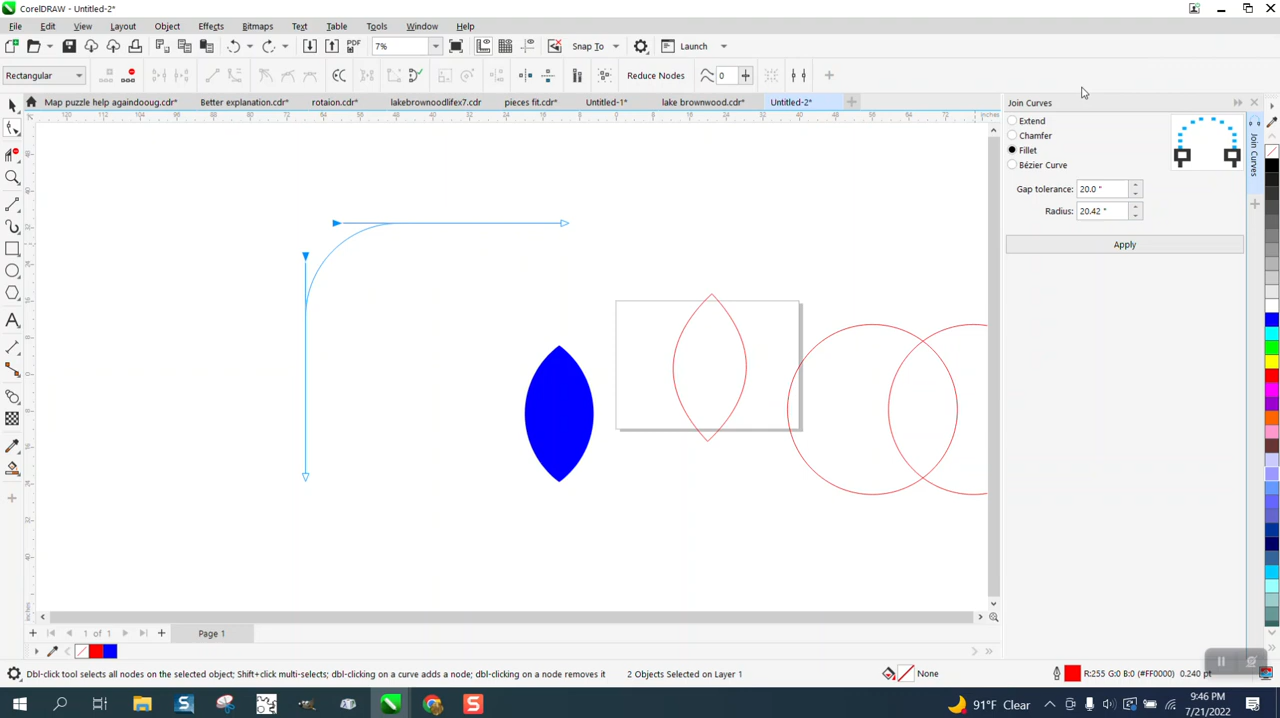 CorelDRAW - Untitled-2*
File Edit View Layout Object Effects Bitmaps Text Table Tools Window Help
PDF 7% Snap To Launch
Rectangular Reduce Nodes 0
Map puzzle help againdooug.cdr* Better explanation.cdr* rotaion.cdr* lakebrownoodlifex7.cdr pieces fit.cdr* Untitled-1* lake brownwood.cdr* Untitled-2*
inches
Join Curves
Extend
Chamfer
Fillet
Bézier Curve
Gap tolerance: 20.0 "
Radius: 20.42 "
Apply
Join Curves
1 of 1 Page 1
Dbl-click tool selects all nodes on the selected object; Shift+click multi-selects; dbl-clicking on a curve adds a node; dbl-clicking on a node removes it 2 Objects Selected on Layer 1 None R:255 G:0 B:0 (#FF0000) 0.240 pt
91°F Clear 9:46 PM
7/21/2022